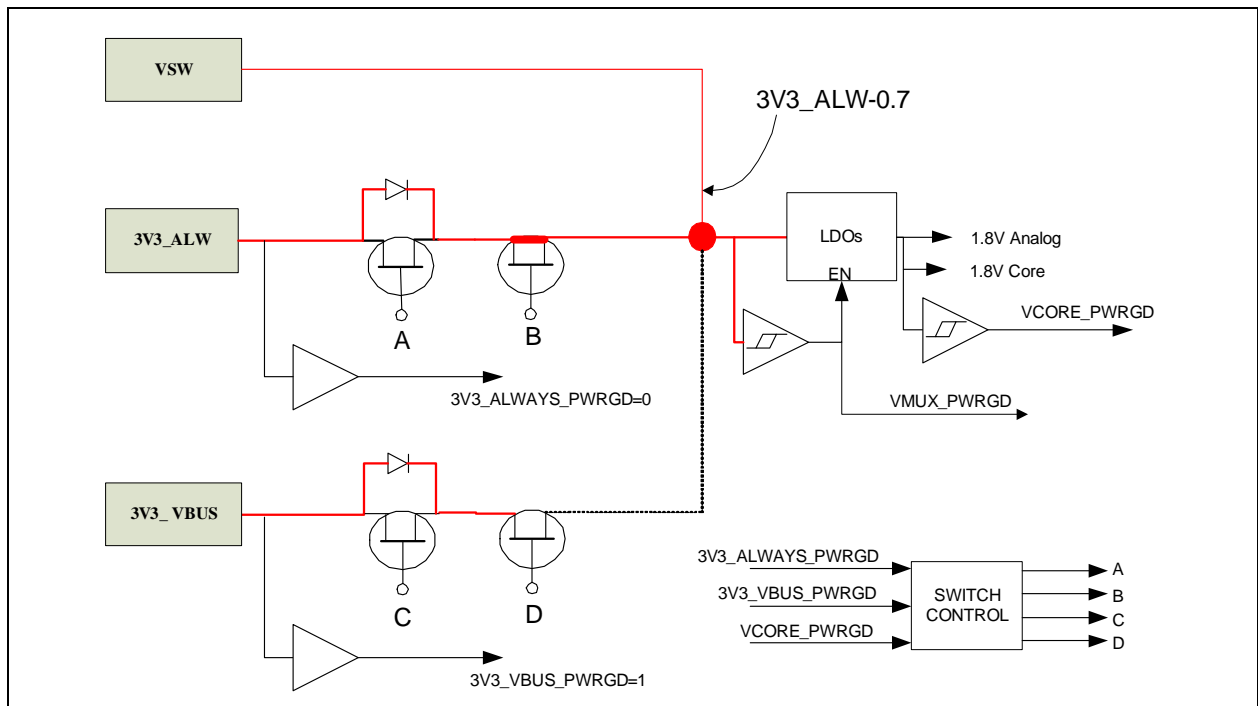 VSW
3V3_ALW-0.7
3V3_ALW
A
B
LDOs
EN
1.8V Analog
1.8V Core
VCORE_PWRGD
3V3_ALWAYS_PWRGD=0
VMUX_PWRGD
3V3_ VBUS
C
D
3V3_VBUS_PWRGD=1
3V3_ALWAYS_PWRGD
3V3_VBUS_PWRGD
VCORE_PWRGD
SWITCH
CONTROL
A
B
C
D